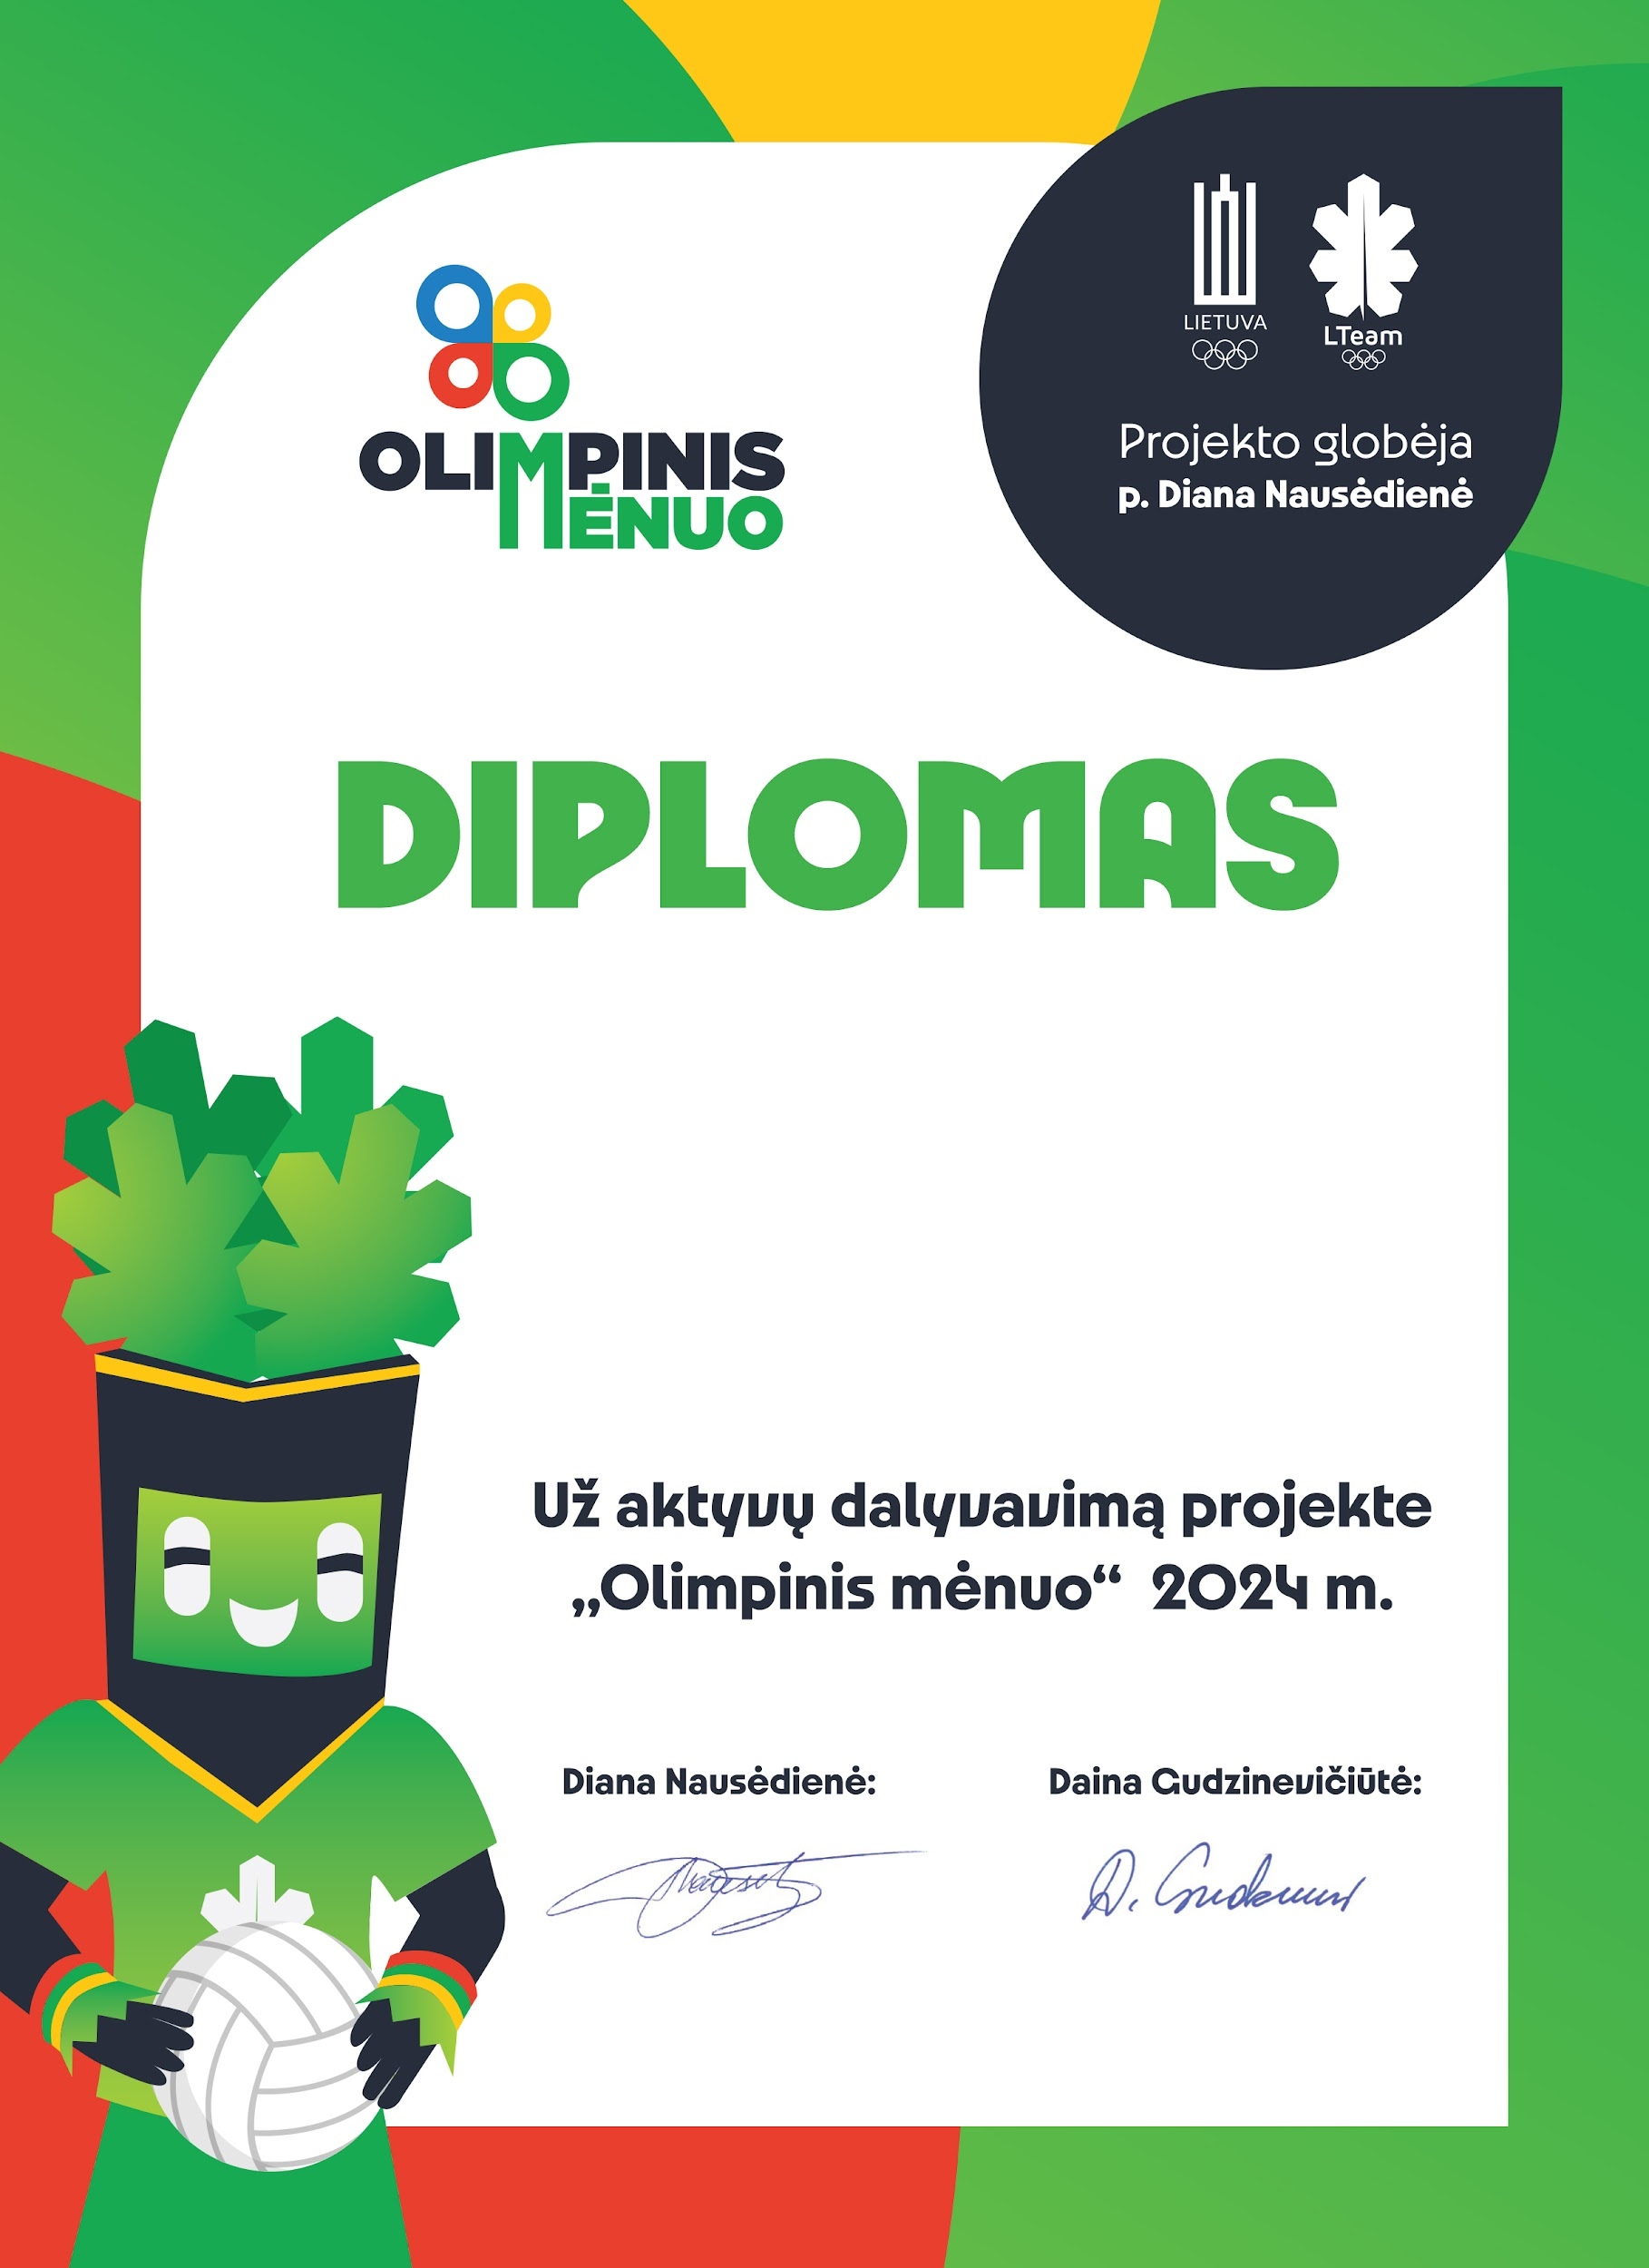 OLIMPINIS
MĖNUO
LIETUVA
LTeam
Projekto globėja
p. Diana Nausėdienė
DIPLOMAS
Už aktyvų dalyvavimą projekte
„Olimpinis mėnuo“ 2024 m.
Diana Nausėdienė:
Daina Gudzinevičiūtė: